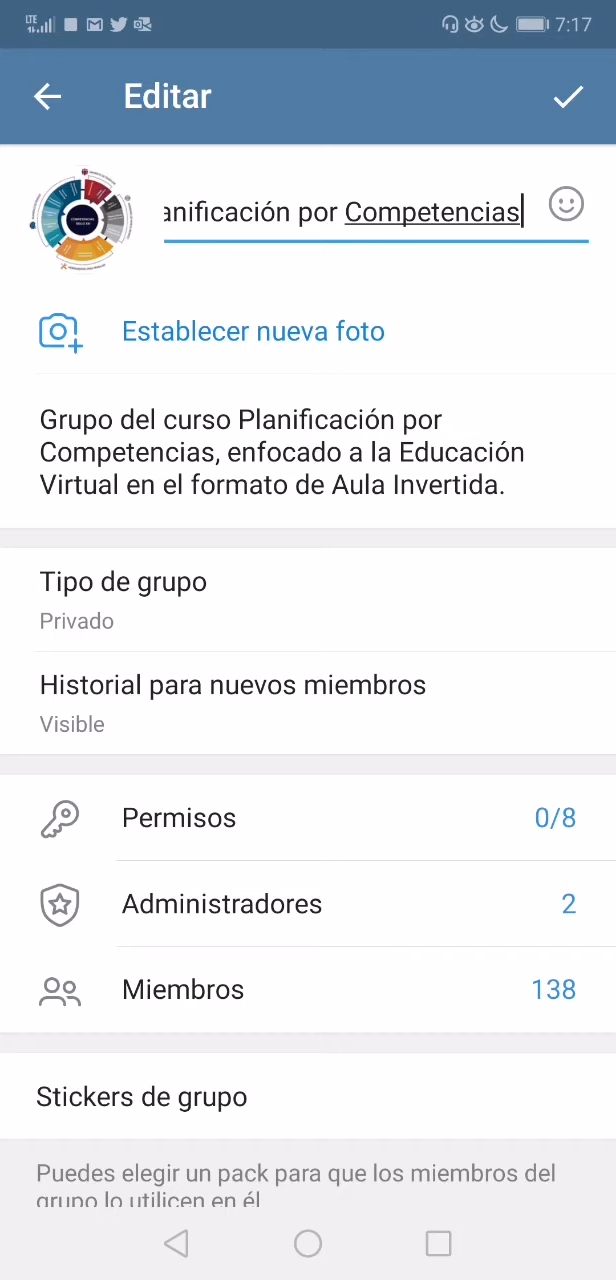 LTE
7:17
Editar
anificación por Competencias
Establecer nueva foto
Grupo del curso Planificación por
Competencias, enfocado a la Educación
Virtual en el formato de Aula Invertida.
Tipo de grupo
Privado
Historial para nuevos miembros
Visible
Permisos 0/8
Administradores 2
Miembros 138
Stickers de grupo
Puedes elegir un pack para que los miembros del
grupo lo utilicen en él